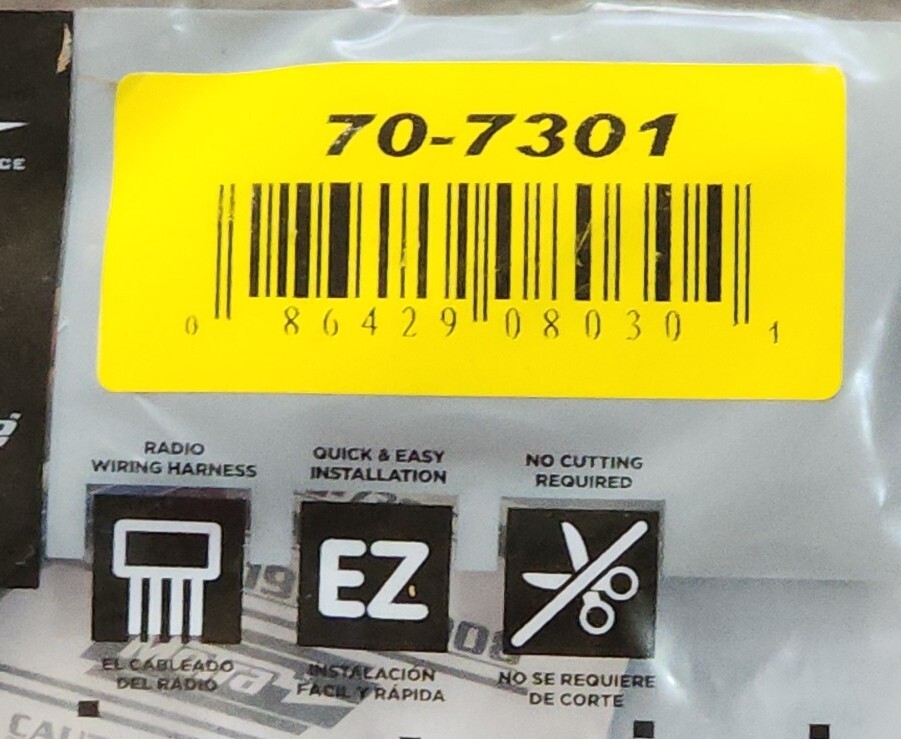 70-7301
0 86429 08030 1
CE
RADIO
WIRING HARNESS
QUICK & EASY
INSTALLATION
NO CUTTING
REQUIRED
EZ
EL CABLEADO
DEL RADIO
INSTALACIÓN
FÁCIL Y RÁPIDA
NO SE REQUIERE
DE CORTE